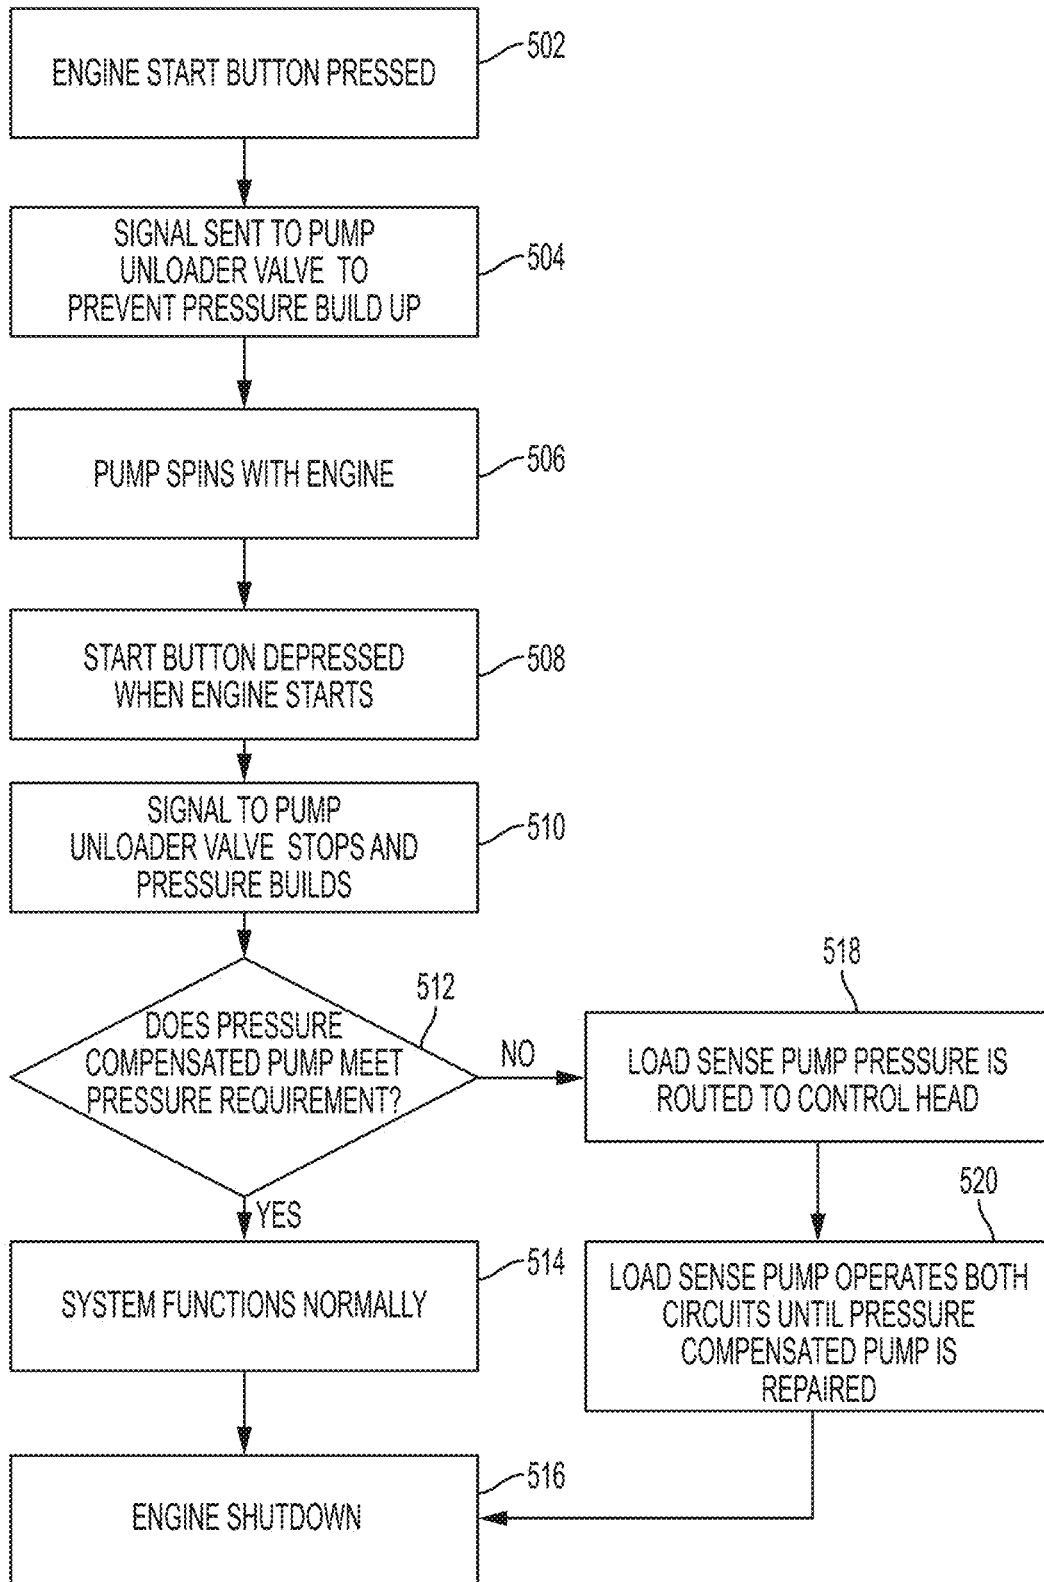 ENGINE START BUTTON PRESSED
502
SIGNAL SENT TO PUMP
UNLOADER VALVE TO
PREVENT PRESSURE BUILD UP
504
PUMP SPINS WITH ENGINE
506
START BUTTON DEPRESSED
WHEN ENGINE STARTS
508
SIGNAL TO PUMP
UNLOADER VALVE STOPS AND
PRESSURE BUILDS
510
DOES PRESSURE
COMPENSATED PUMP MEET
PRESSURE REQUIREMENT?
512
NO
518
LOAD SENSE PUMP PRESSURE IS
ROUTED TO CONTROL HEAD
YES
520
LOAD SENSE PUMP OPERATES BOTH
CIRCUITS UNTIL PRESSURE
COMPENSATED PUMP IS
REPAIRED
SYSTEM FUNCTIONS NORMALLY
514
ENGINE SHUTDOWN
516